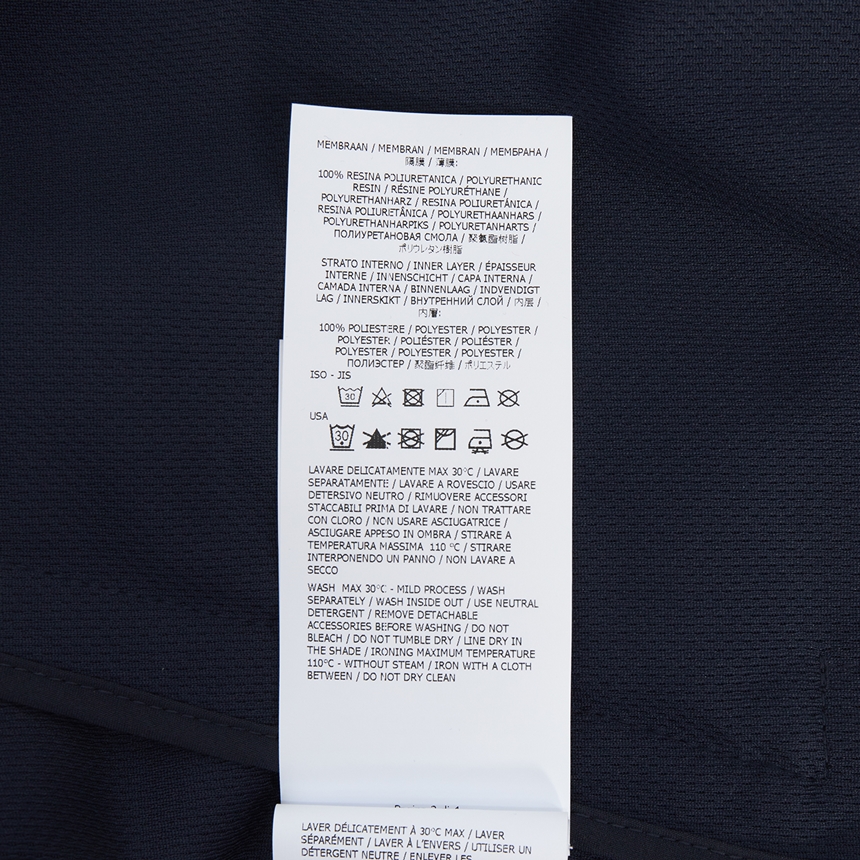 MEMBRAAN / MEMBRAN / MEMBRAN / МЕМБРАНА /
隔膜 / 薄膜:
100% RESINA POLIURETANICA / POLYURETHANIC
RESIN / RÉSINE POLYURÉTHANE /
POLYURETHANHARZ / RESINA POLIURETÁNICA /
RESINA POLIURETÂNICA / POLYURETHAANHARS /
POLYURETHANHARPIKS / POLYURETANHARTS /
ПОЛИУРЕТАНОВАЯ СМОЛА / 聚氨酯树脂 /
ポリウレタン樹脂
STRATO INTERNO / INNER LAYER / ÉPAISSEUR
INTERNE / INNENSCHICHT / CAPA INTERNA /
CAMADA INTERNA / BINNENLAAG / INDVENDIGT
LAG / INNERSKIKT / ВНУТРЕННИЙ СЛОЙ / 内层 /
内層:
100% POLIESTERE / POLYESTER / POLYESTER /
POLYESTER / POLIÉSTER / POLIÉSTER /
POLYESTER / POLYESTER / POLYESTER /
ПОЛИЭСТЕР / 聚酯纤维 / ポリエステル
ISO - JIS
30
USA
30
LAVARE DELICATAMENTE MAX 30°C / LAVARE
SEPARATAMENTE / LAVARE A ROVESCIO / USARE
DETERSIVO NEUTRO / RIMUOVERE ACCESSORI
STACCABILI PRIMA DI LAVARE / NON TRATTARE
CON CLORO / NON USARE ASCIUGATRICE /
ASCIUGARE APPESO IN OMBRA / STIRARE A
TEMPERATURA MASSIMA 110 °C / STIRARE
INTERPONENDO UN PANNO / NON LAVARE A
SECCO
WASH MAX 30°C - MILD PROCESS / WASH
SEPARATELY / WASH INSIDE OUT / USE NEUTRAL
DETERGENT / REMOVE DETACHABLE
ACCESSORIES BEFORE WASHING / DO NOT
BLEACH / DO NOT TUMBLE DRY / LINE DRY IN
THE SHADE / IRONING MAXIMUM TEMPERATURE
110°C - WITHOUT STEAM / IRON WITH A CLOTH
BETWEEN / DO NOT DRY CLEAN
LAVER DÉLICATEMENT À 30°C MAX / LAVER
SÉPARÉMENT / LAVER À L'ENVERS / UTILISER UN
DÉTERGENT NEUTRE / ENLEVER LES